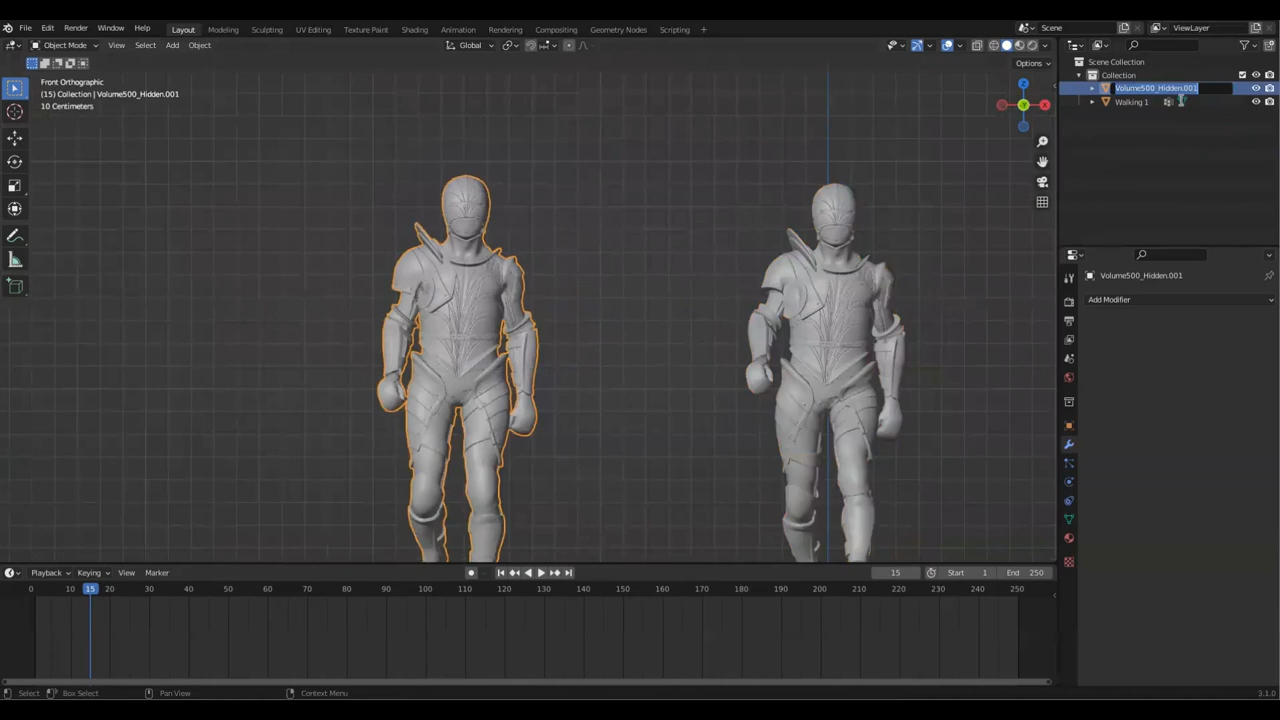 File Edit Render Window Help Layout Modeling Sculpting UV Editing Texture Paint Shading Animation Rendering Compositing Geometry Nodes Scripting Scene ViewLayer
Object Mode View Select Add Object Global
Options
Front Orthographic
(15) Collection | Volume500_Hidden.001
10 Centimeters
Z
X
Y
Scene Collection
Collection
Volume500_Hidden.001
Walking 1
Volume500_Hidden.001
Add Modifier
Playback Keying View Marker 15 Start 1 End 250
0 10 15 20 30 40 50 60 70 80 90 100 110 120 130 140 150 160 170 180 190 200 210 220 230 240 250
Select Box Select Pan View Context Menu 3.1.0